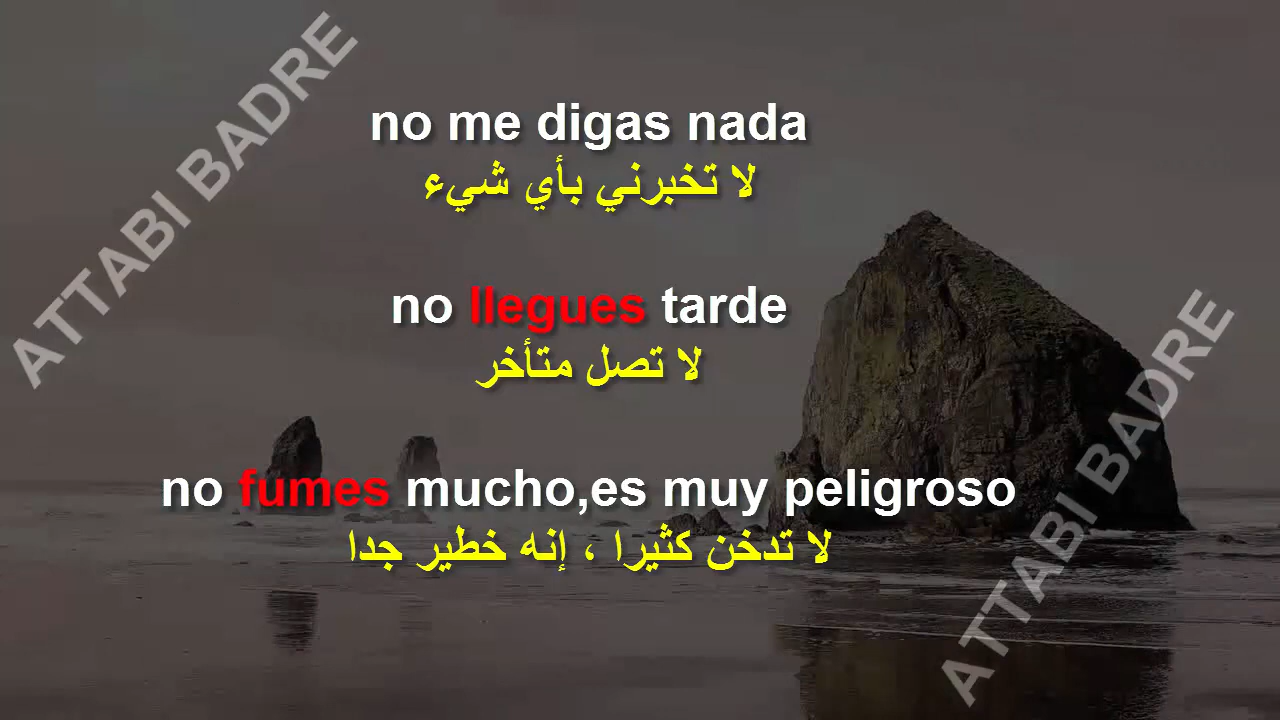 ATTABI BADRE
no me digas nada
لا تخبرني بأي شيء
no llegues tarde
لا تصل متأخر
no fumes mucho,es muy peligroso
لا تدخن كثيرا ، إنه خطير جدا
ATTABI BADRE